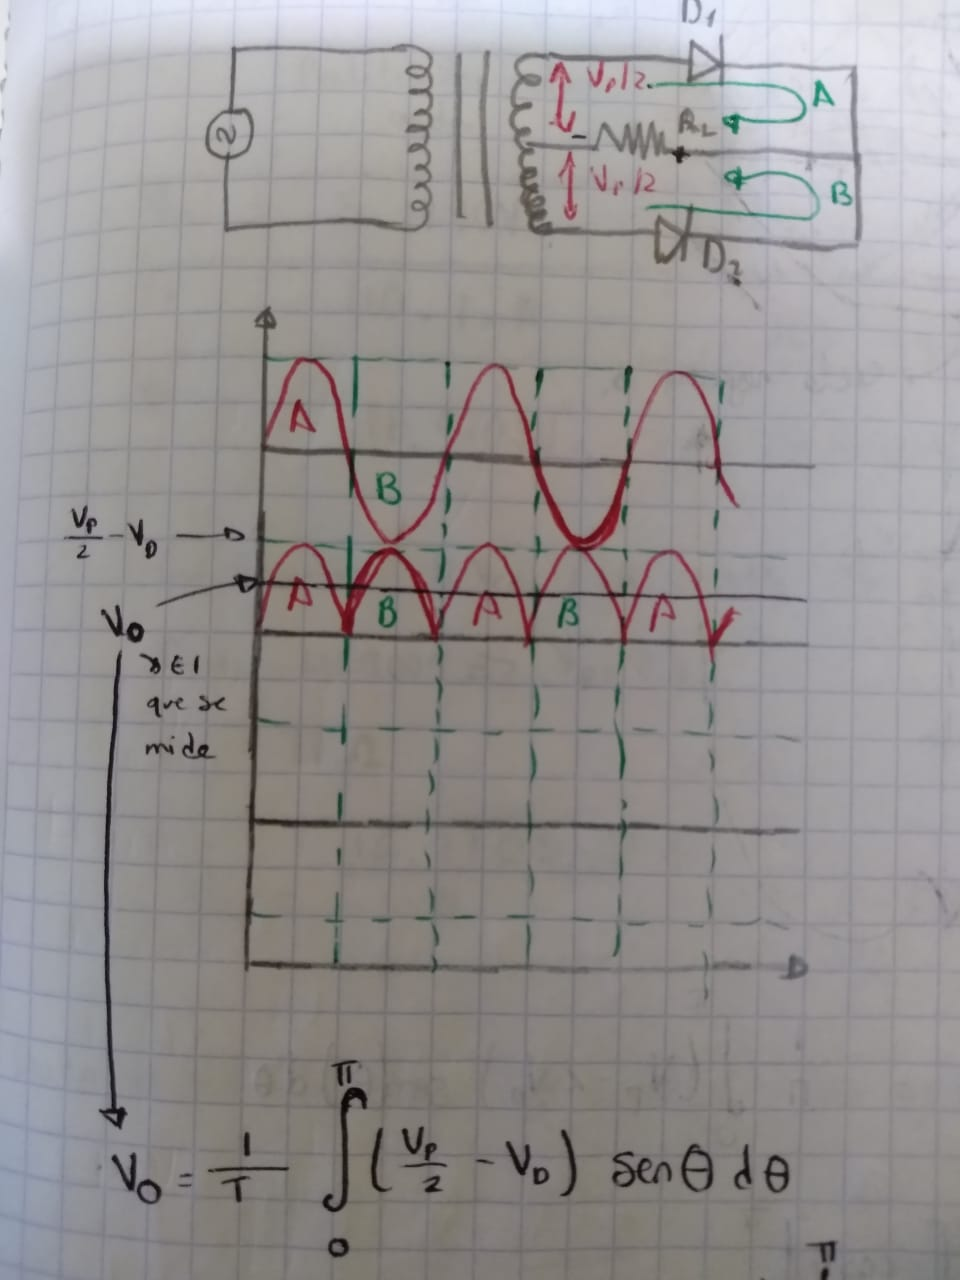 D1
Vp/2
A
RL
- +
Vp/2
B
D2
A
B
Vp/2 - VD
A B A B A
Vo
es El
que se
mide
Vo = 1/T ∫₀^π (Vp/2 - VD) sen θ dθ
π